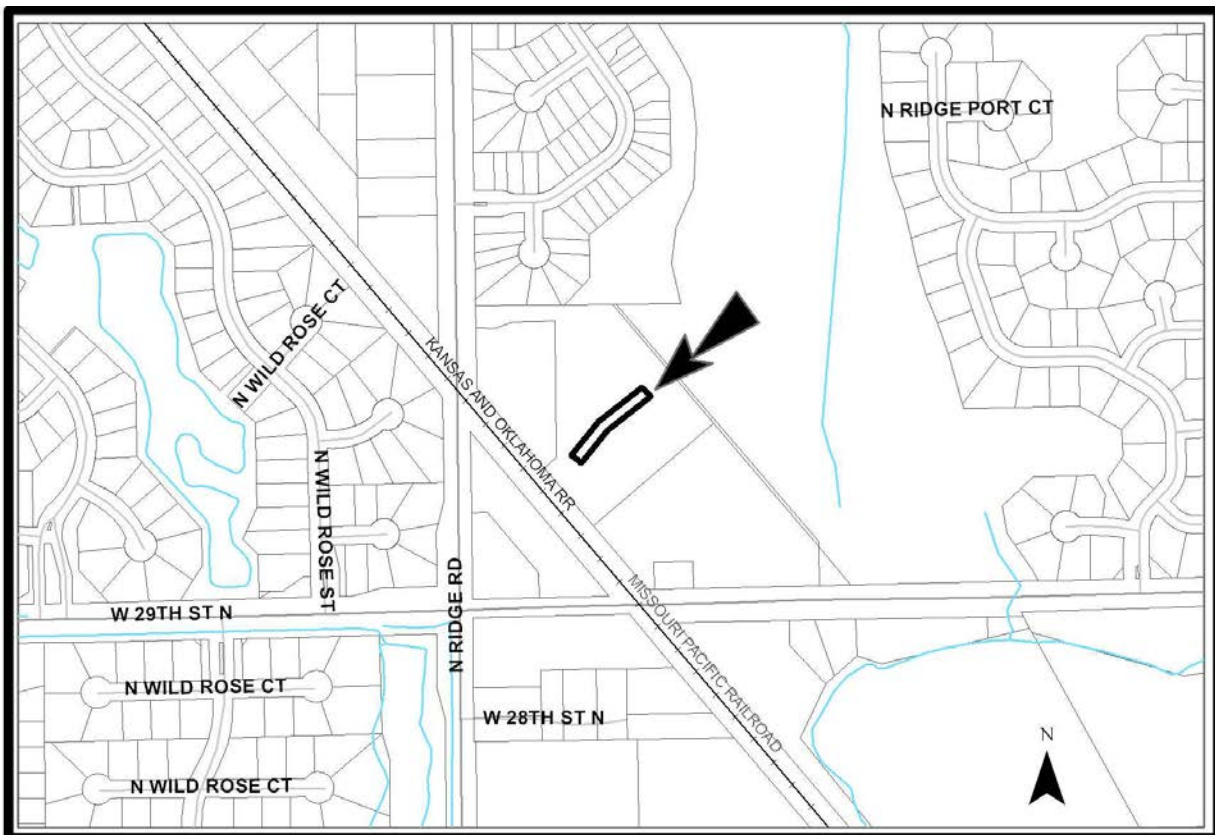 N RIDGE PORT CT
N WILD ROSE CT
KANSAS AND OKLAHOMA RR
N WILD ROSE ST
N RIDGE RD
MISSOURI PACIFIC RAILROAD
W 29TH ST N
N WILD ROSE CT
W 28TH ST N
N
N WILD ROSE CT